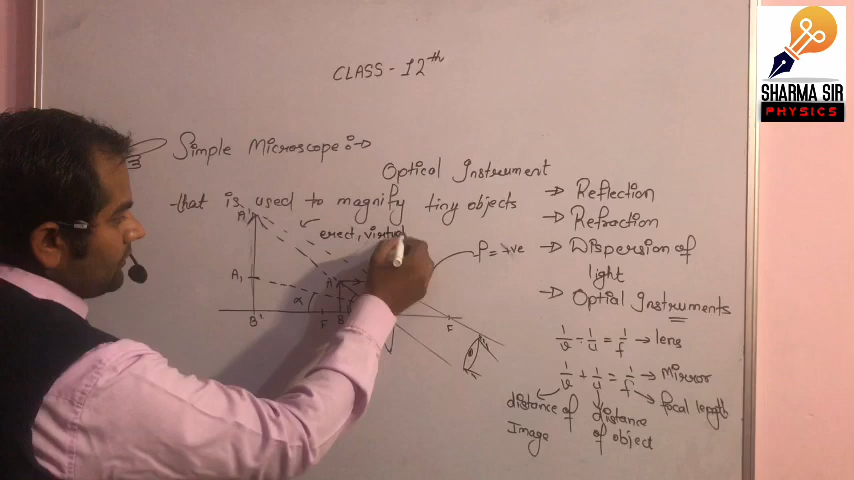 CLASS - 12th
SHARMA SIR
PHYSICS
Simple Microscope :->
Optical Instrument
that is used to magnify tiny objects
erect, virtual
A'
A1
B'
α
F
A
B
F
f = +ve
-> Reflection
-> Refraction
-> Dispersion of
light
-> Optial Instruments
1/v - 1/u = 1/f -> lens
1/v + 1/u = 1/f -> Mirror
focal length
distance of
Image
distance
of object